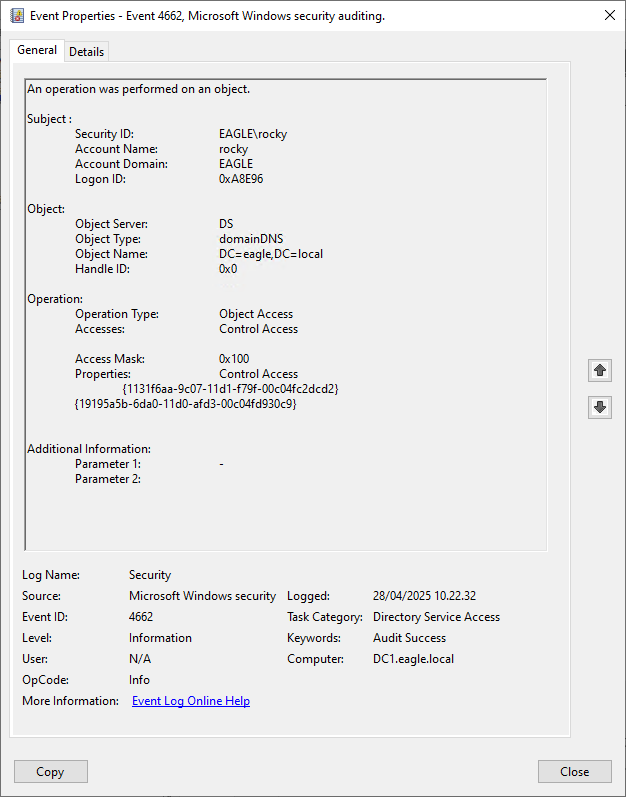 Event Properties - Event 4662, Microsoft Windows security auditing.
General Details
An operation was performed on an object.
Subject :
Security ID: EAGLE\rocky
Account Name: rocky
Account Domain: EAGLE
Logon ID: 0xA8E96
Object:
Object Server: DS
Object Type: domainDNS
Object Name: DC=eagle,DC=local
Handle ID: 0x0
Operation:
Operation Type: Object Access
Accesses: Control Access
Access Mask: 0x100
Properties: Control Access
{1131f6aa-9c07-11d1-f79f-00c04fc2dcd2}
{19195a5b-6da0-11d0-afd3-00c04fd930c9}
Additional Information:
Parameter 1: -
Parameter 2:
Log Name: Security
Source: Microsoft Windows security Logged: 28/04/2025 10.22.32
Event ID: 4662 Task Category: Directory Service Access
Level: Information Keywords: Audit Success
User: N/A Computer: DC1.eagle.local
OpCode: Info
More Information: Event Log Online Help
Copy Close